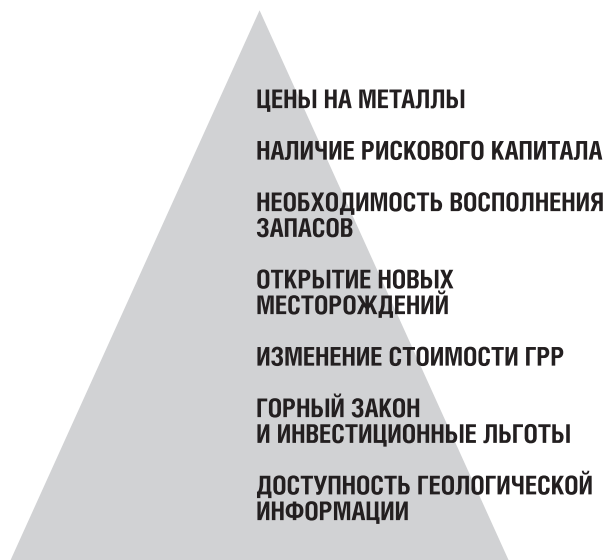 ЦЕНЫ НА МЕТАЛЛЫ
НАЛИЧИЕ РИСКОВОГО КАПИТАЛА
НЕОБХОДИМОСТЬ ВОСПОЛНЕНИЯ
ЗАПАСОВ
ОТКРЫТИЕ НОВЫХ
МЕСТОРОЖДЕНИЙ
ИЗМЕНЕНИЕ СТОИМОСТИ ГРР
ГОРНЫЙ ЗАКОН
И ИНВЕСТИЦИОННЫЕ ЛЬГОТЫ
ДОСТУПНОСТЬ ГЕОЛОГИЧЕСКОЙ
ИНФОРМАЦИИ